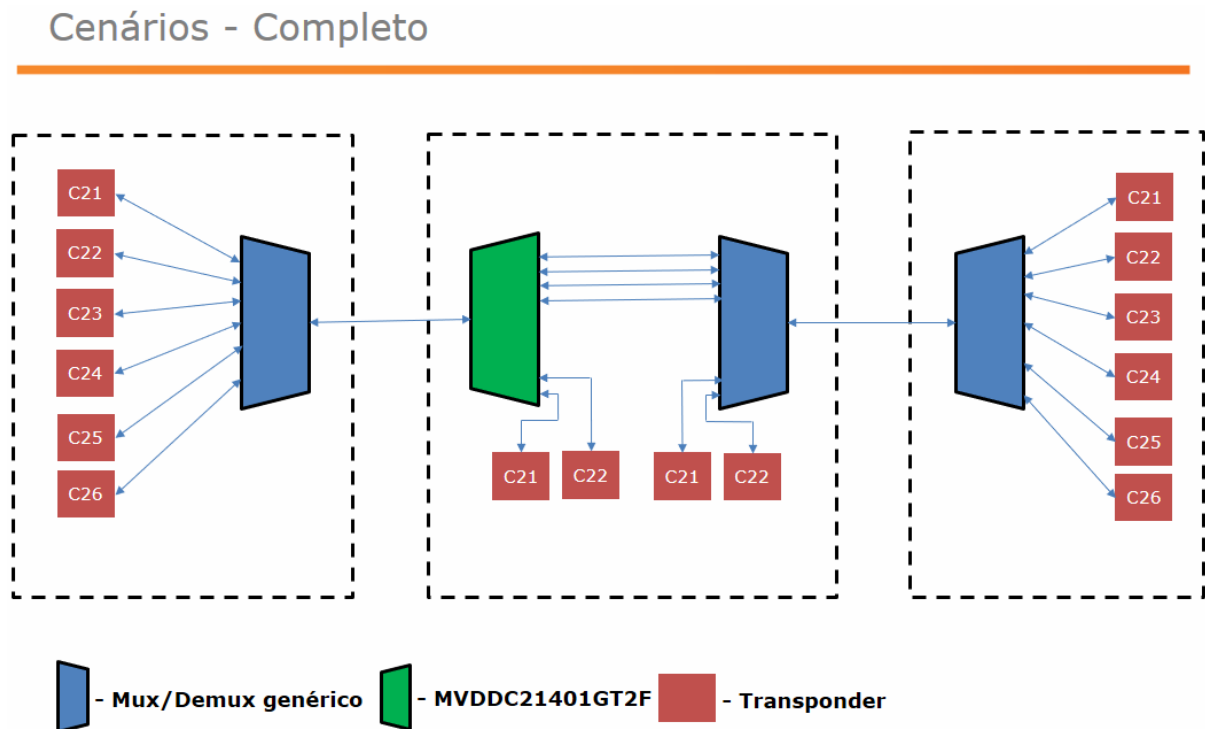 Cenários - Completo
C21
C22
C23
C24
C25
C26
C21
C22
C21
C22
C21
C22
C23
C24
C25
C26
- Mux/Demux genérico
- MVDDC21401GT2F
- Transponder